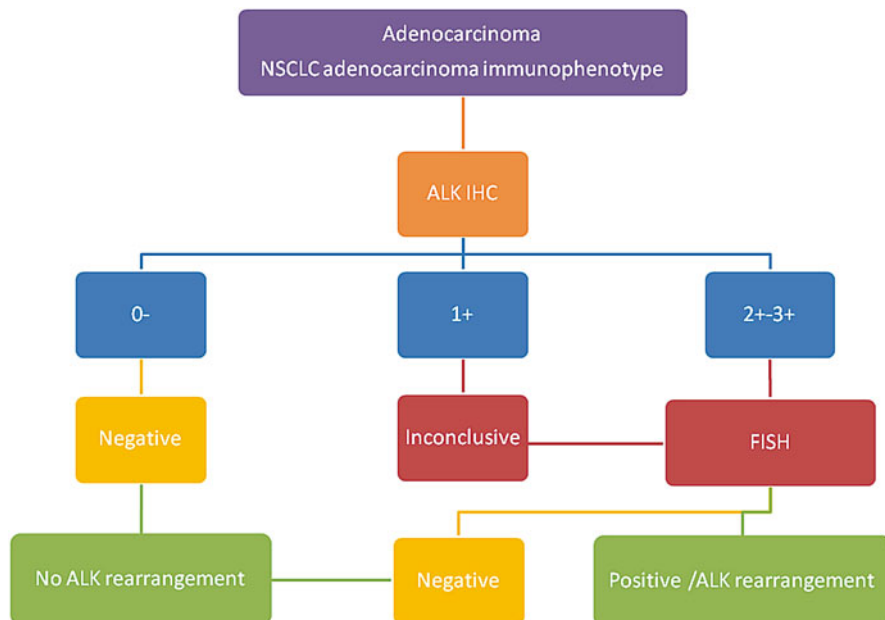 Adenocarcinoma
NSCLC adenocarcinoma immunophenotype
ALK IHC
0-
1+
2+-3+
Negative
Inconclusive
FISH
No ALK rearrangement
Negative
Positive /ALK rearrangement